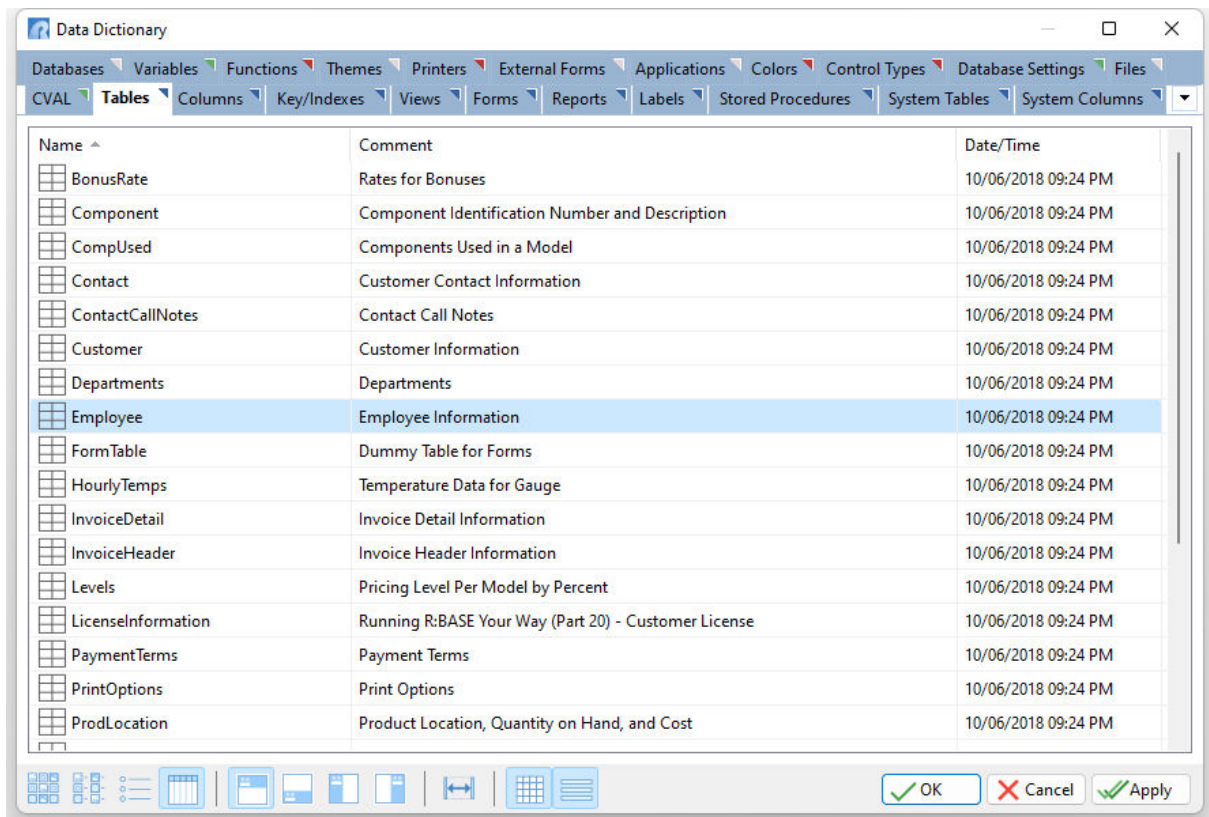 Data Dictionary
Databases Variables Functions Themes Printers External Forms Applications Colors Control Types Database Settings Files
CVAL Tables Columns Key/Indexes Views Forms Reports Labels Stored Procedures System Tables System Columns
Name Comment Date/Time
BonusRate Rates for Bonuses 10/06/2018 09:24 PM
Component Component Identification Number and Description 10/06/2018 09:24 PM
CompUsed Components Used in a Model 10/06/2018 09:24 PM
Contact Customer Contact Information 10/06/2018 09:24 PM
ContactCallNotes Contact Call Notes 10/06/2018 09:24 PM
Customer Customer Information 10/06/2018 09:24 PM
Departments Departments 10/06/2018 09:24 PM
Employee Employee Information 10/06/2018 09:24 PM
FormTable Dummy Table for Forms 10/06/2018 09:24 PM
HourlyTemps Temperature Data for Gauge 10/06/2018 09:24 PM
InvoiceDetail Invoice Detail Information 10/06/2018 09:24 PM
InvoiceHeader Invoice Header Information 10/06/2018 09:24 PM
Levels Pricing Level Per Model by Percent 10/06/2018 09:24 PM
LicenseInformation Running R:BASE Your Way (Part 20) - Customer License 10/06/2018 09:24 PM
PaymentTerms Payment Terms 10/06/2018 09:24 PM
PrintOptions Print Options 10/06/2018 09:24 PM
ProdLocation Product Location, Quantity on Hand, and Cost 10/06/2018 09:24 PM
OK Cancel Apply